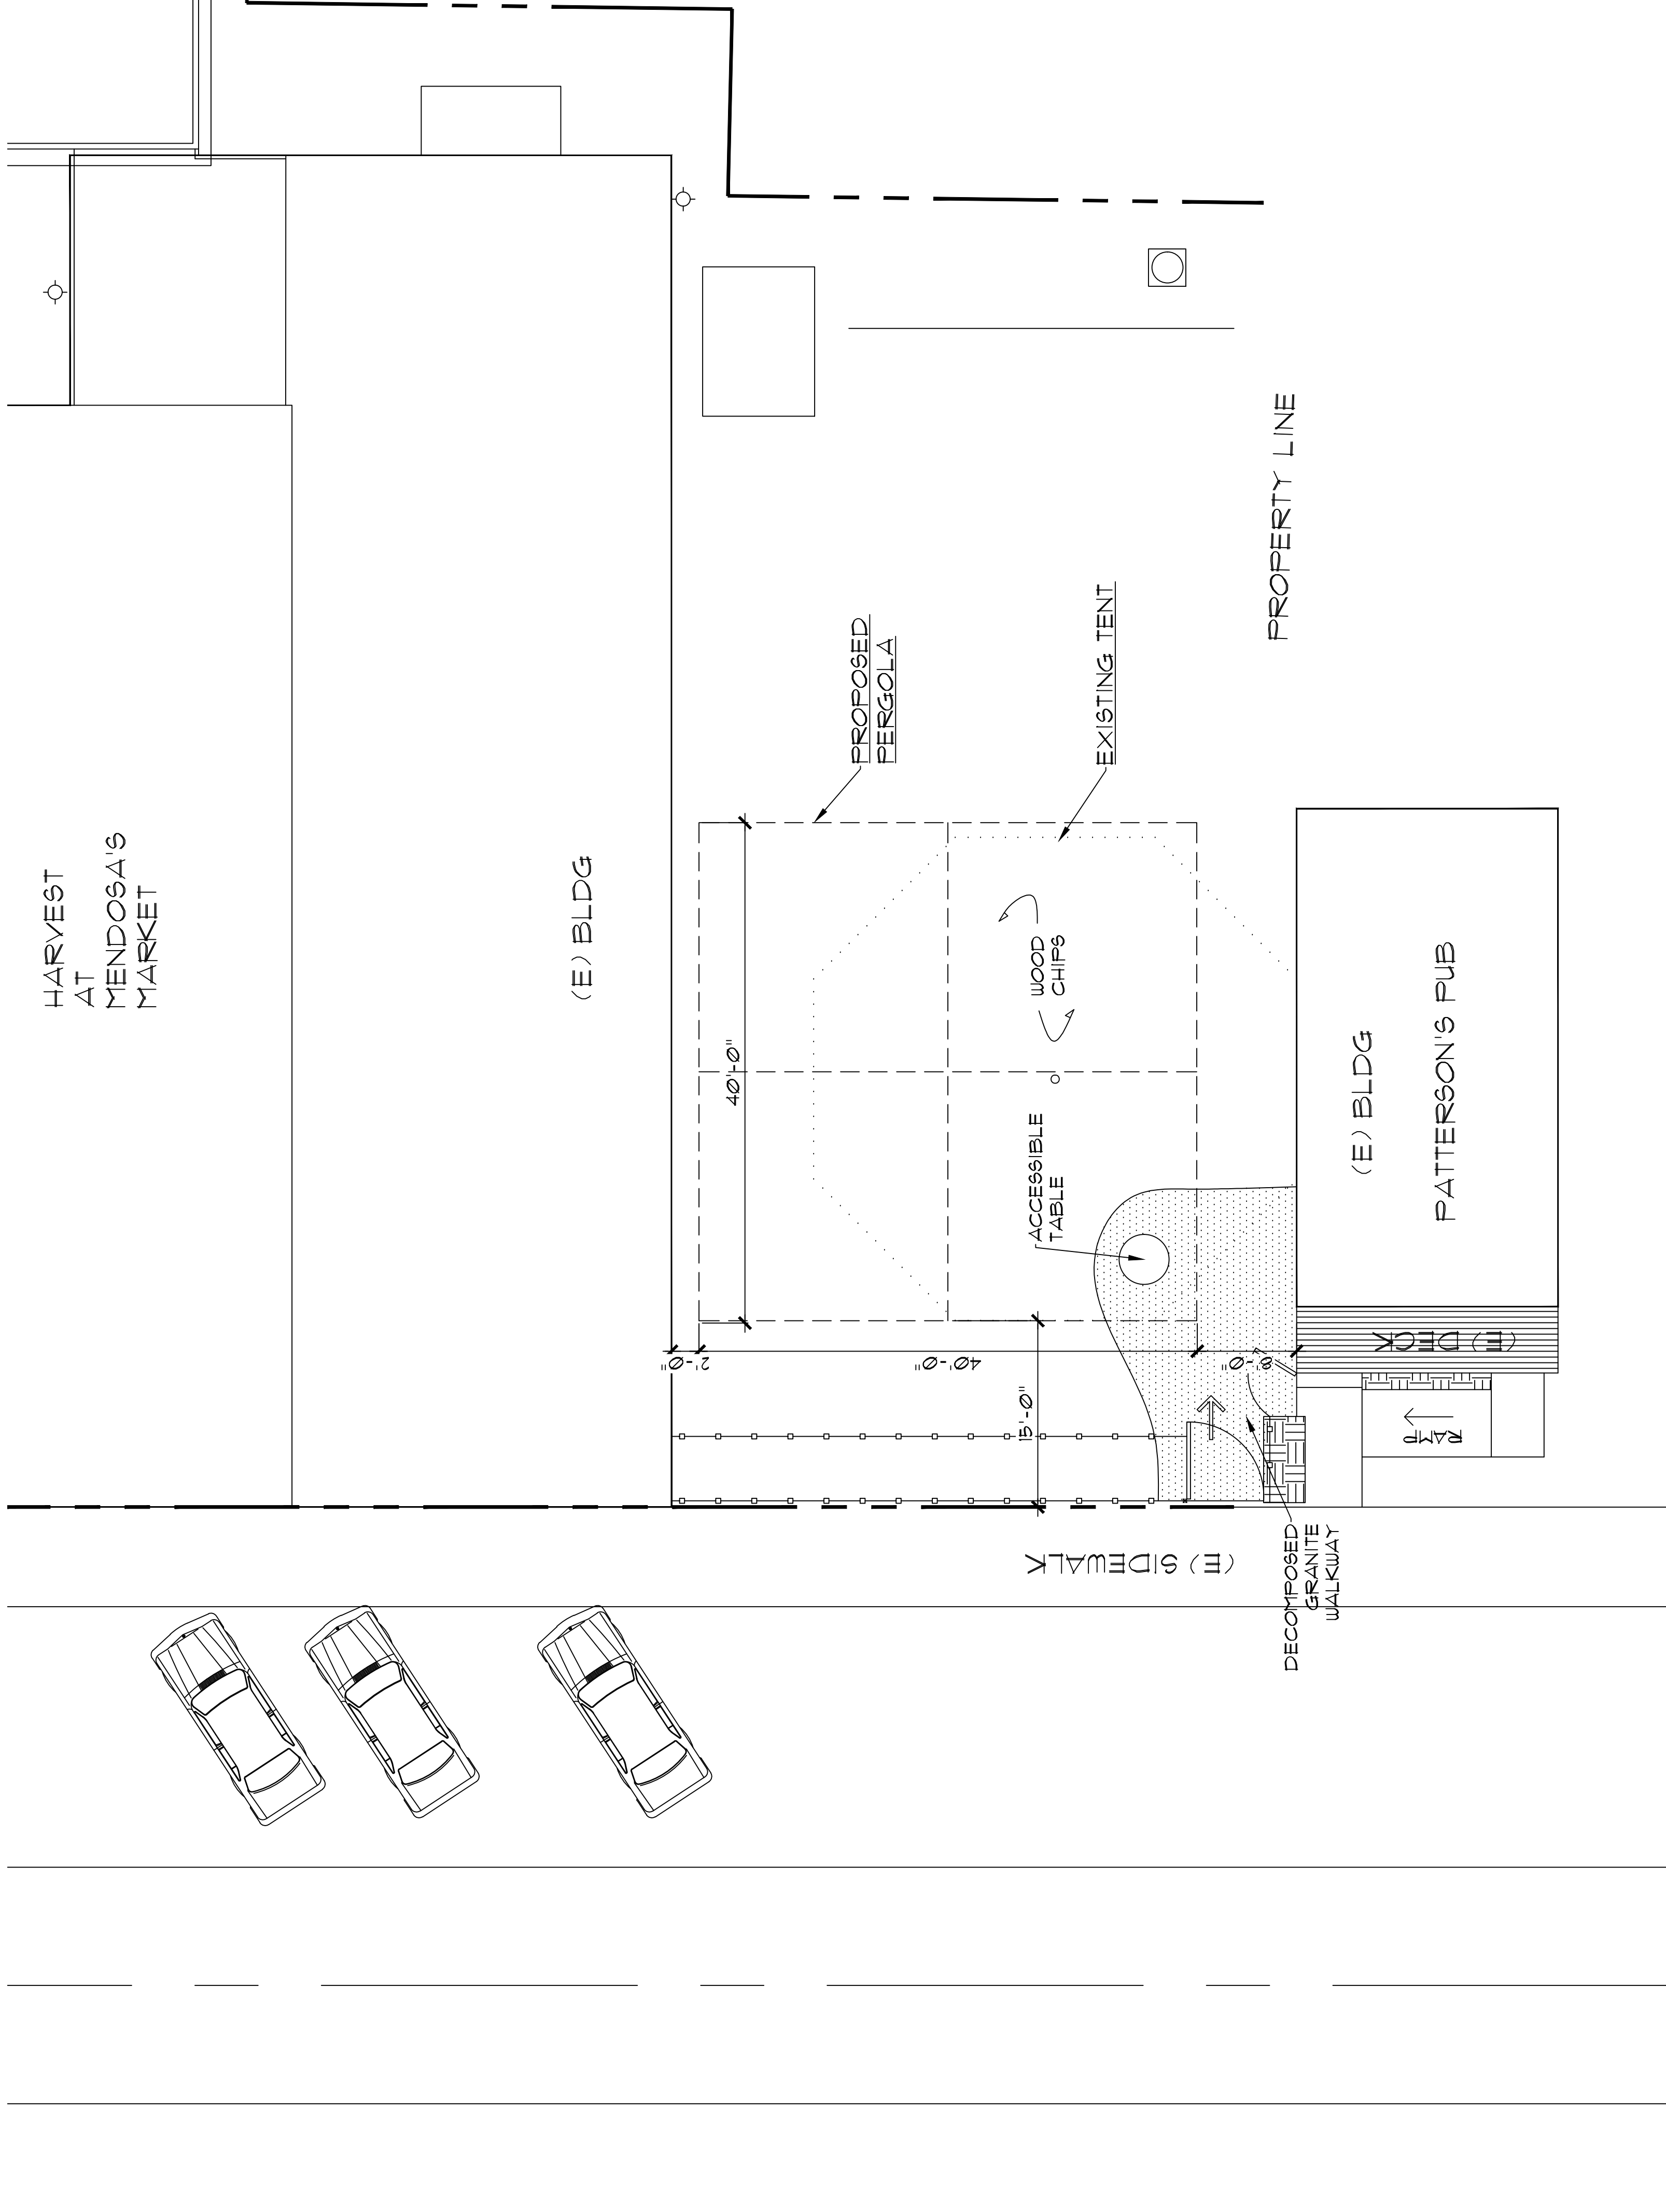 HARVEST
AT
MENDOSA'S
MARKET
(E) BLDG
PROPOSED
PERGOLA
EXISTING TENT
PROPERTY LINE
40'-0"
WOOD
CHIPS
ACCESSIBLE
TABLE
(E) BLDG
PATTERSON'S PUB
2'-0"
40'-0"
8'-0"
(E) DECK
15'-0"
RAMP
(E) SIDEWALK
DECOMPOSED
GRANITE
WALKWAY